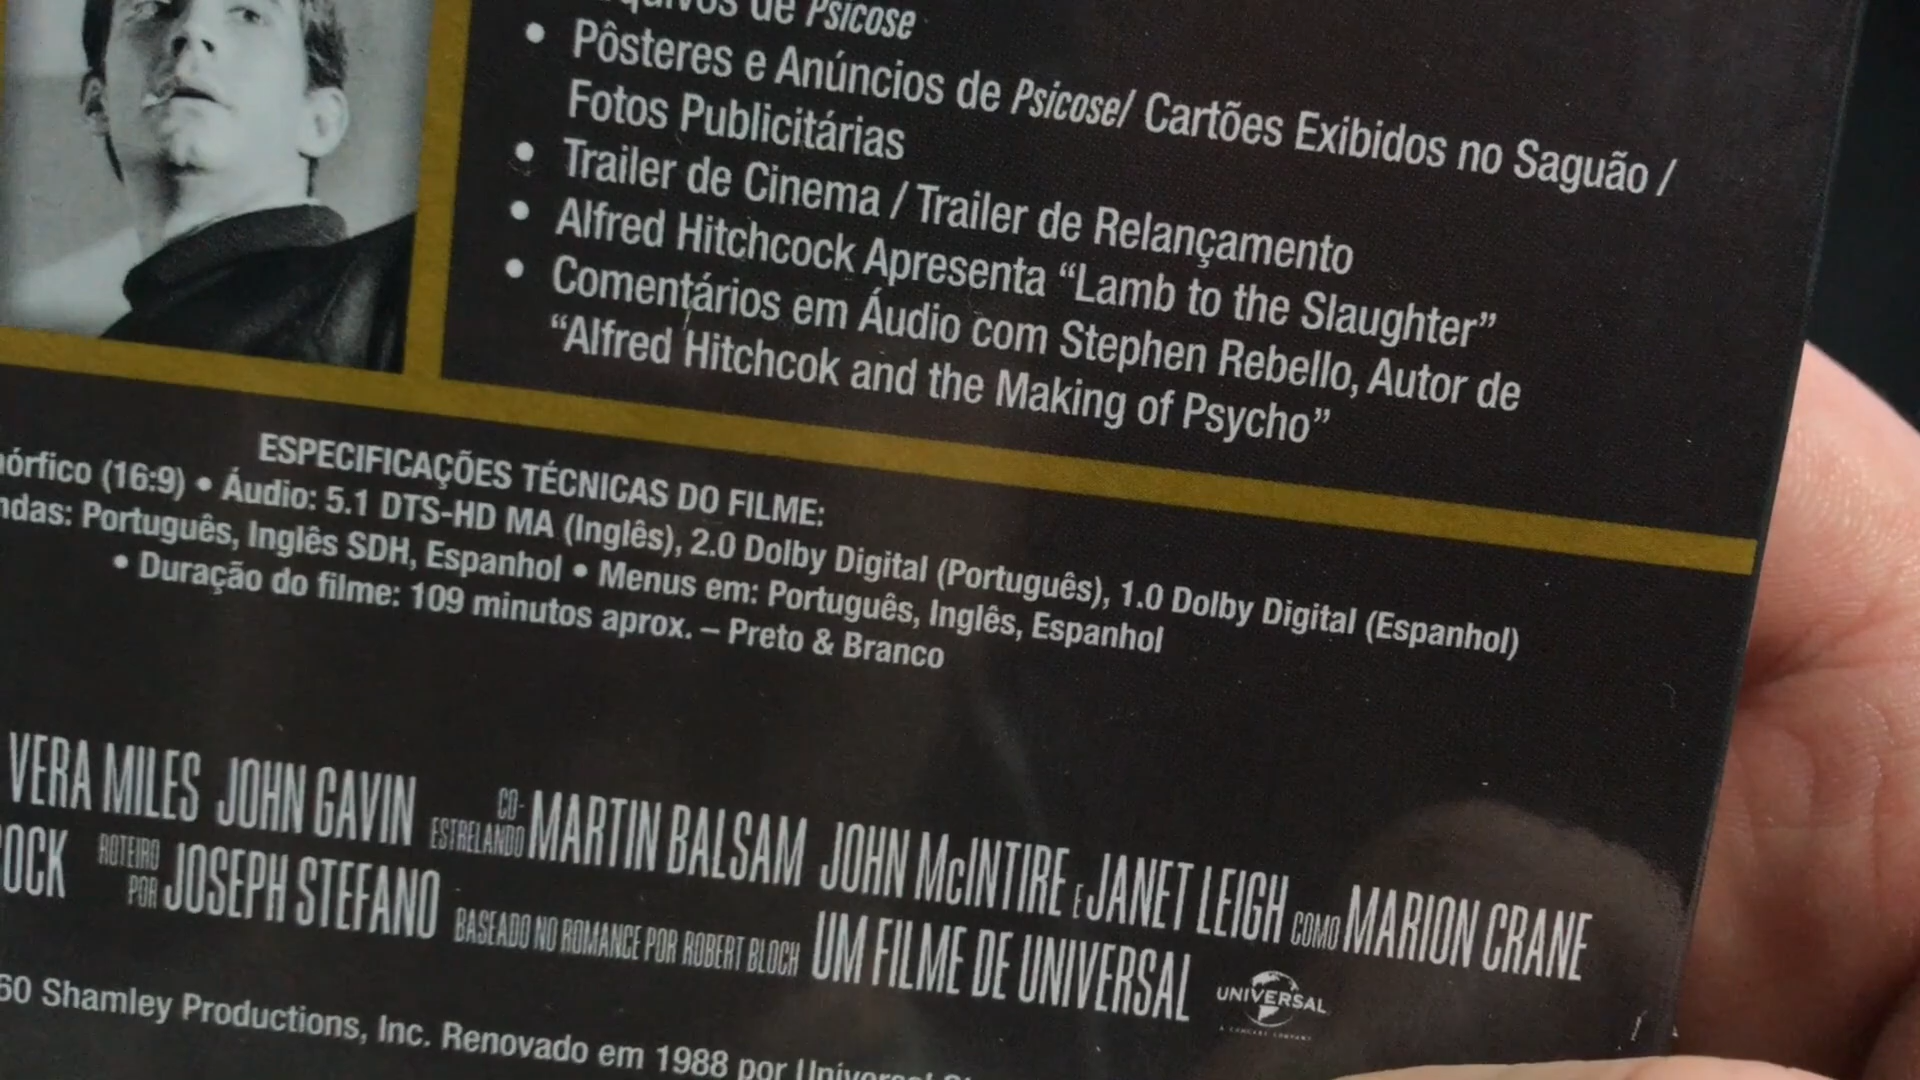 de Psicose
• Pôsteres e Anúncios de Psicose/ Cartões Exibidos no Saguão /
Fotos Publicitárias
• Trailer de Cinema / Trailer de Relançamento
• Alfred Hitchcock Apresenta “Lamb to the Slaughter”
• Comentários em Áudio com Stephen Rebello, Autor de
“Alfred Hitchcok and the Making of Psycho”
ESPECIFICAÇÕES TÉCNICAS DO FILME:
(16:9) • Áudio: 5.1 DTS-HD MA (Inglês), 2.0 Dolby Digital (Português), 1.0 Dolby Digital (Espanhol)
Português, Inglês SDH, Espanhol • Menus em: Português, Inglês, Espanhol
• Duração do filme: 109 minutos aprox. – Preto & Branco
VERA MILES JOHN GAVIN CO-ESTRELANDO MARTIN BALSAM JOHN McINTIRE E JANET LEIGH COMO MARION CRANE
OCK ROTEIRO POR JOSEPH STEFANO BASEADO NO ROMANCE POR ROBERT BLOCH UM FILME DE UNIVERSAL UNIVERSAL
60 Shamley Productions, Inc. Renovado em 1988 por